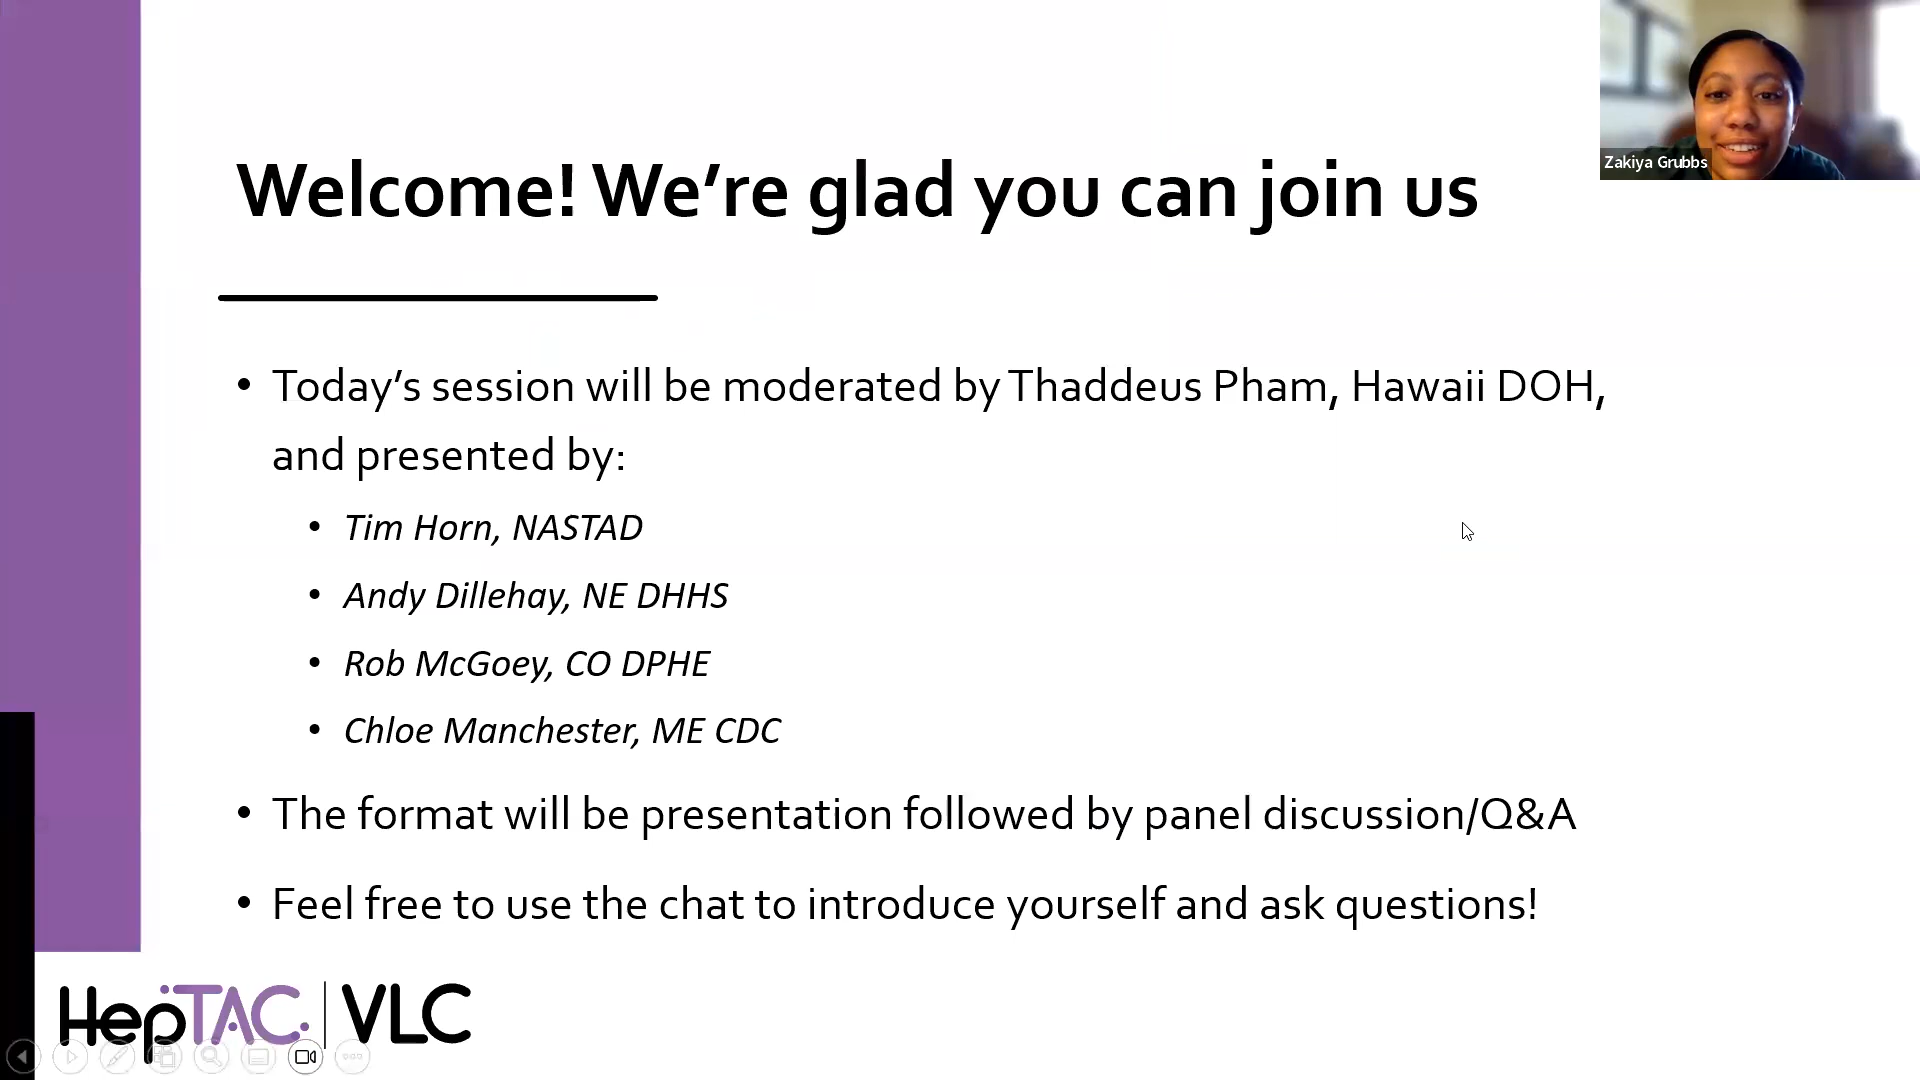 Zakiya Grubbs
Welcome! We’re glad you can join us
• Today’s session will be moderated by Thaddeus Pham, Hawaii DOH,
and presented by:
• Tim Horn, NASTAD
• Andy Dillehay, NE DHHS
• Rob McGoey, CO DPHE
• Chloe Manchester, ME CDC
• The format will be presentation followed by panel discussion/Q&A
• Feel free to use the chat to introduce yourself and ask questions!
HepTAC | VLC